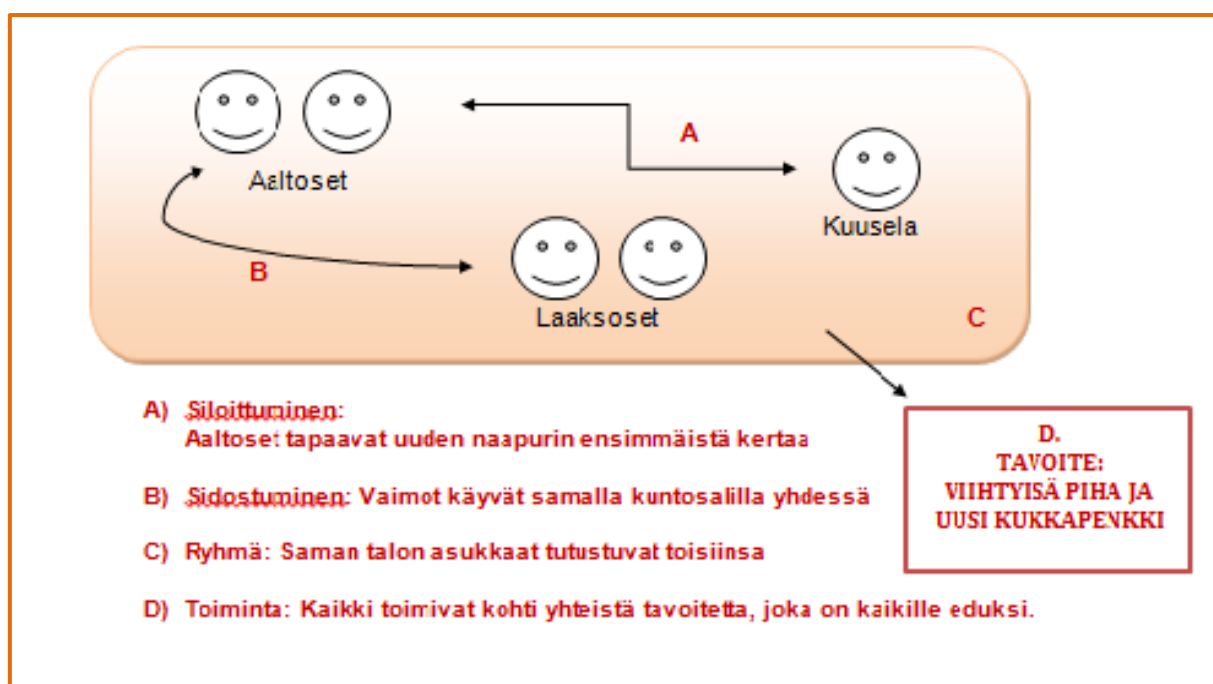 A
Aaltoset
Kuusela
B
Laaksoset
C
A) Siloittuminen:
Aaltoset tapaavat uuden naapurin ensimmäistä kertaa
B) Sidostuminen: Vaimot käyvät samalla kuntosalilla yhdessä
C) Ryhmä: Saman talon asukkaat tutustuvat toisiinsa
D) Toiminta: Kaikki toimivat kohti yhteistä tavoitetta, joka on kaikille eduksi.
D.
TAVOITE:
VIIHTYISÄ PIHA JA
UUSI KUKKAPENKKI